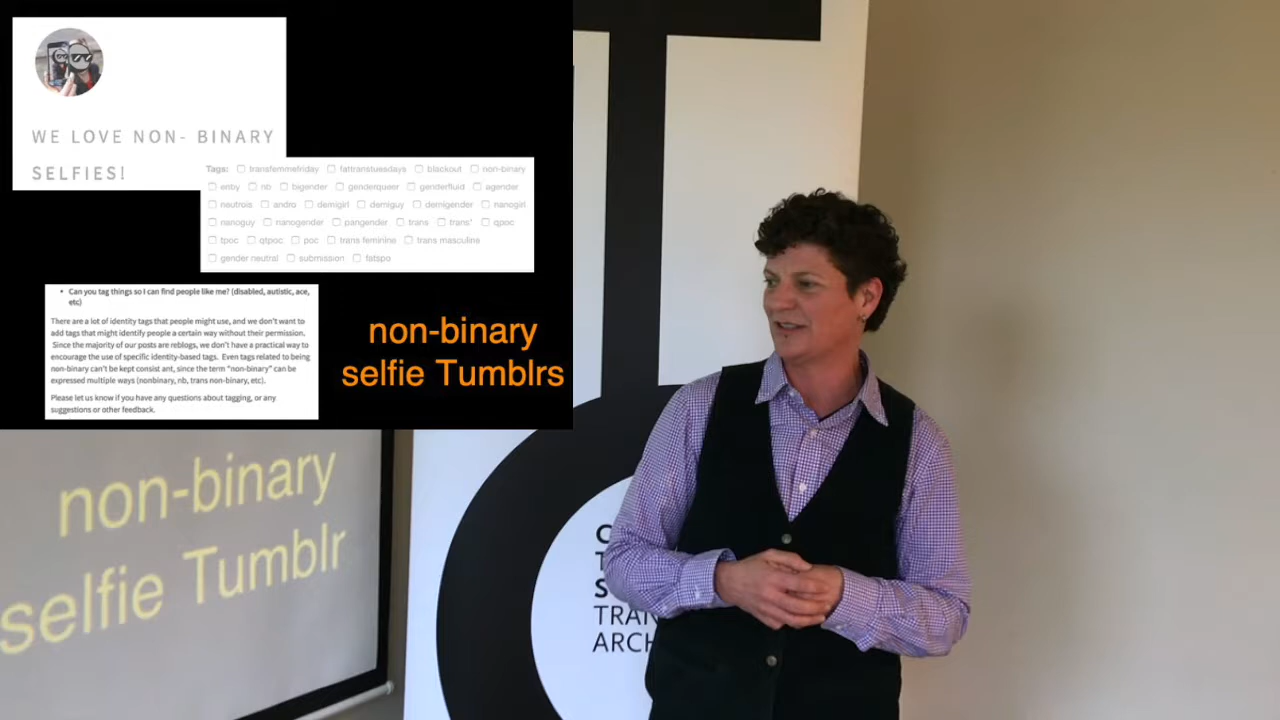 WE LOVE NON- BINARY
SELFIES!
Tags: transfemmefriday fattranstuesdays blackout non-binary
enby nb bigender genderqueer genderfluid agender
neutrois andro demigirl demiguy demigender nanogirl
nanoguy nanogender pangender trans trans* qpoc
tpoc qtpoc poc trans feminine trans masculine
gender neutral submission fatspo
• Can you tag things so I can find people like me? (disabled, autistic, ace,
etc)
There are a lot of identity tags that people might use, and we don't want to
add tags that might identify people a certain way without their permission.
Since the majority of our posts are reblogs, we don't have a practical way to
encourage the use of specific identity-based tags. Even tags related to being
non-binary can't be kept consist ant, since the term "non-binary" can be
expressed multiple ways (nonbinary, nb, trans non-binary, etc).
Please let us know if you have any questions about tagging, or any
suggestions or other feedback.
non-binary
selfie Tumblrs
non-binary
selfie Tumblr
C
T
S
TRAN
ARCH